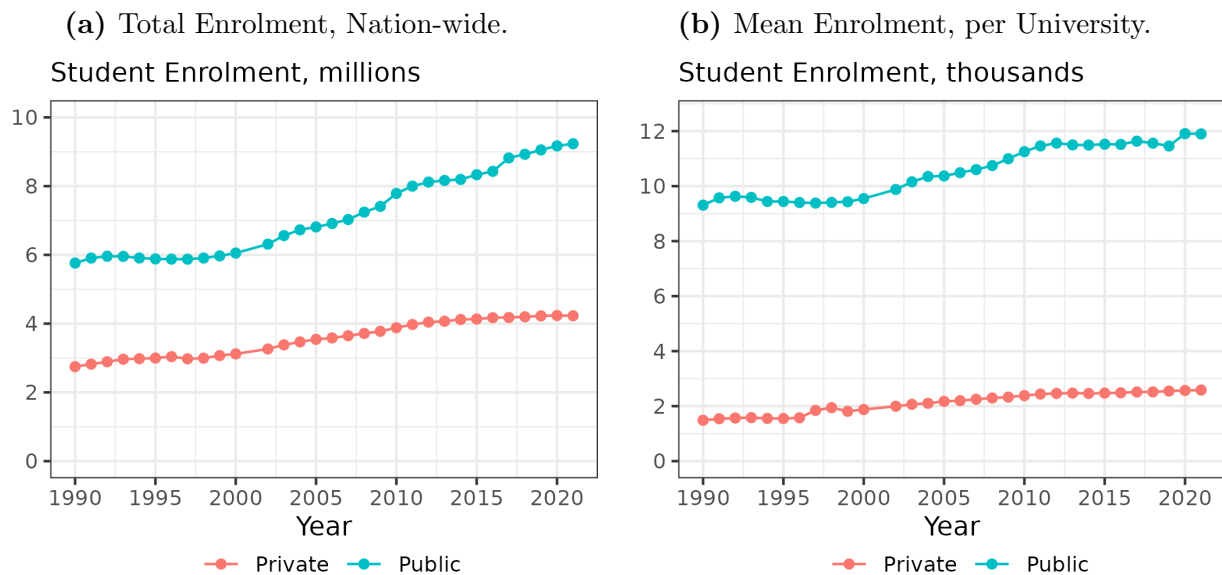 (a) Total Enrolment, Nation-wide.
Student Enrolment, millions
10
8
6
4
2
0
1990 1995 2000 2005 2010 2015 2020
Year
Private Public
(b) Mean Enrolment, per University.
Student Enrolment, thousands
12
10
8
6
4
2
0
1990 1995 2000 2005 2010 2015 2020
Year
Private Public